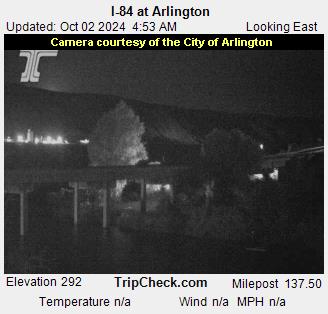 I-84 at Arlington
Updated: Oct 02 2024 4:53 AM Looking East
Camera courtesy of the City of Arlington
Elevation 292 TripCheck.com Milepost 137.50
Temperature n/a Wind n/a MPH n/a